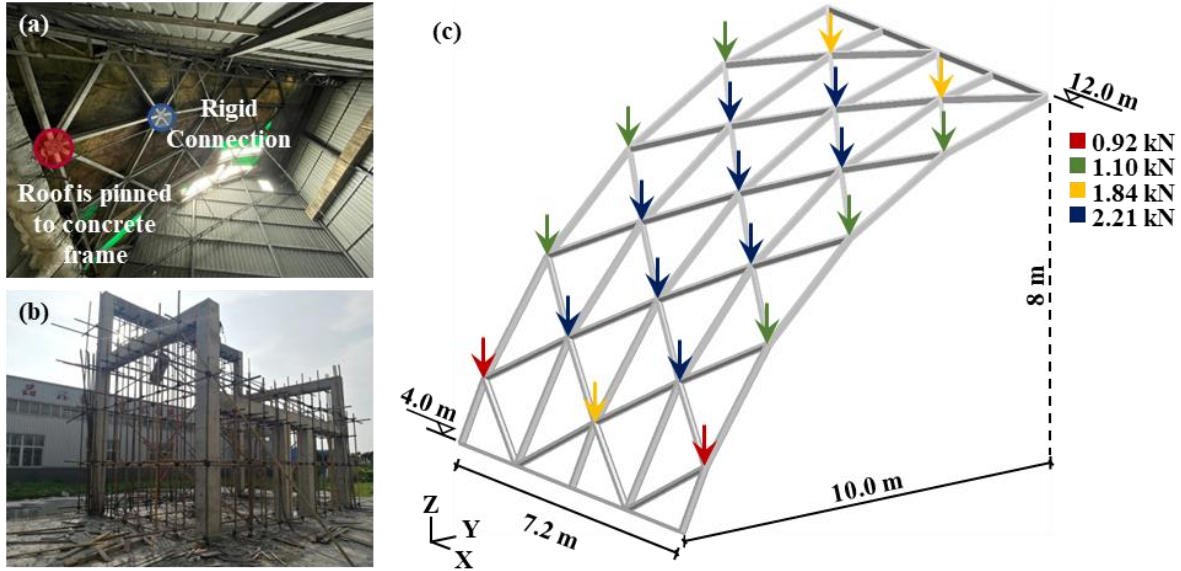 (a)
Rigid
Connection
Roof is pinned
to concrete
frame
(b)
(c)
12.0 m
0.92 kN
1.10 kN
1.84 kN
2.21 kN
8 m
4.0 m
10.0 m
7.2 m
Z
Y
X